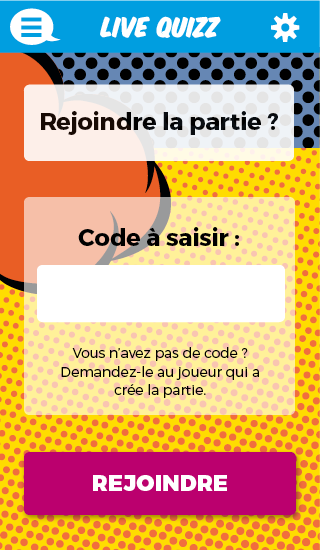 LIVE QUIZZ
Rejoindre la partie ?
Code à saisir :
Vous n'avez pas de code ?
Demandez-le au joueur qui a
crée la partie.
REJOINDRE